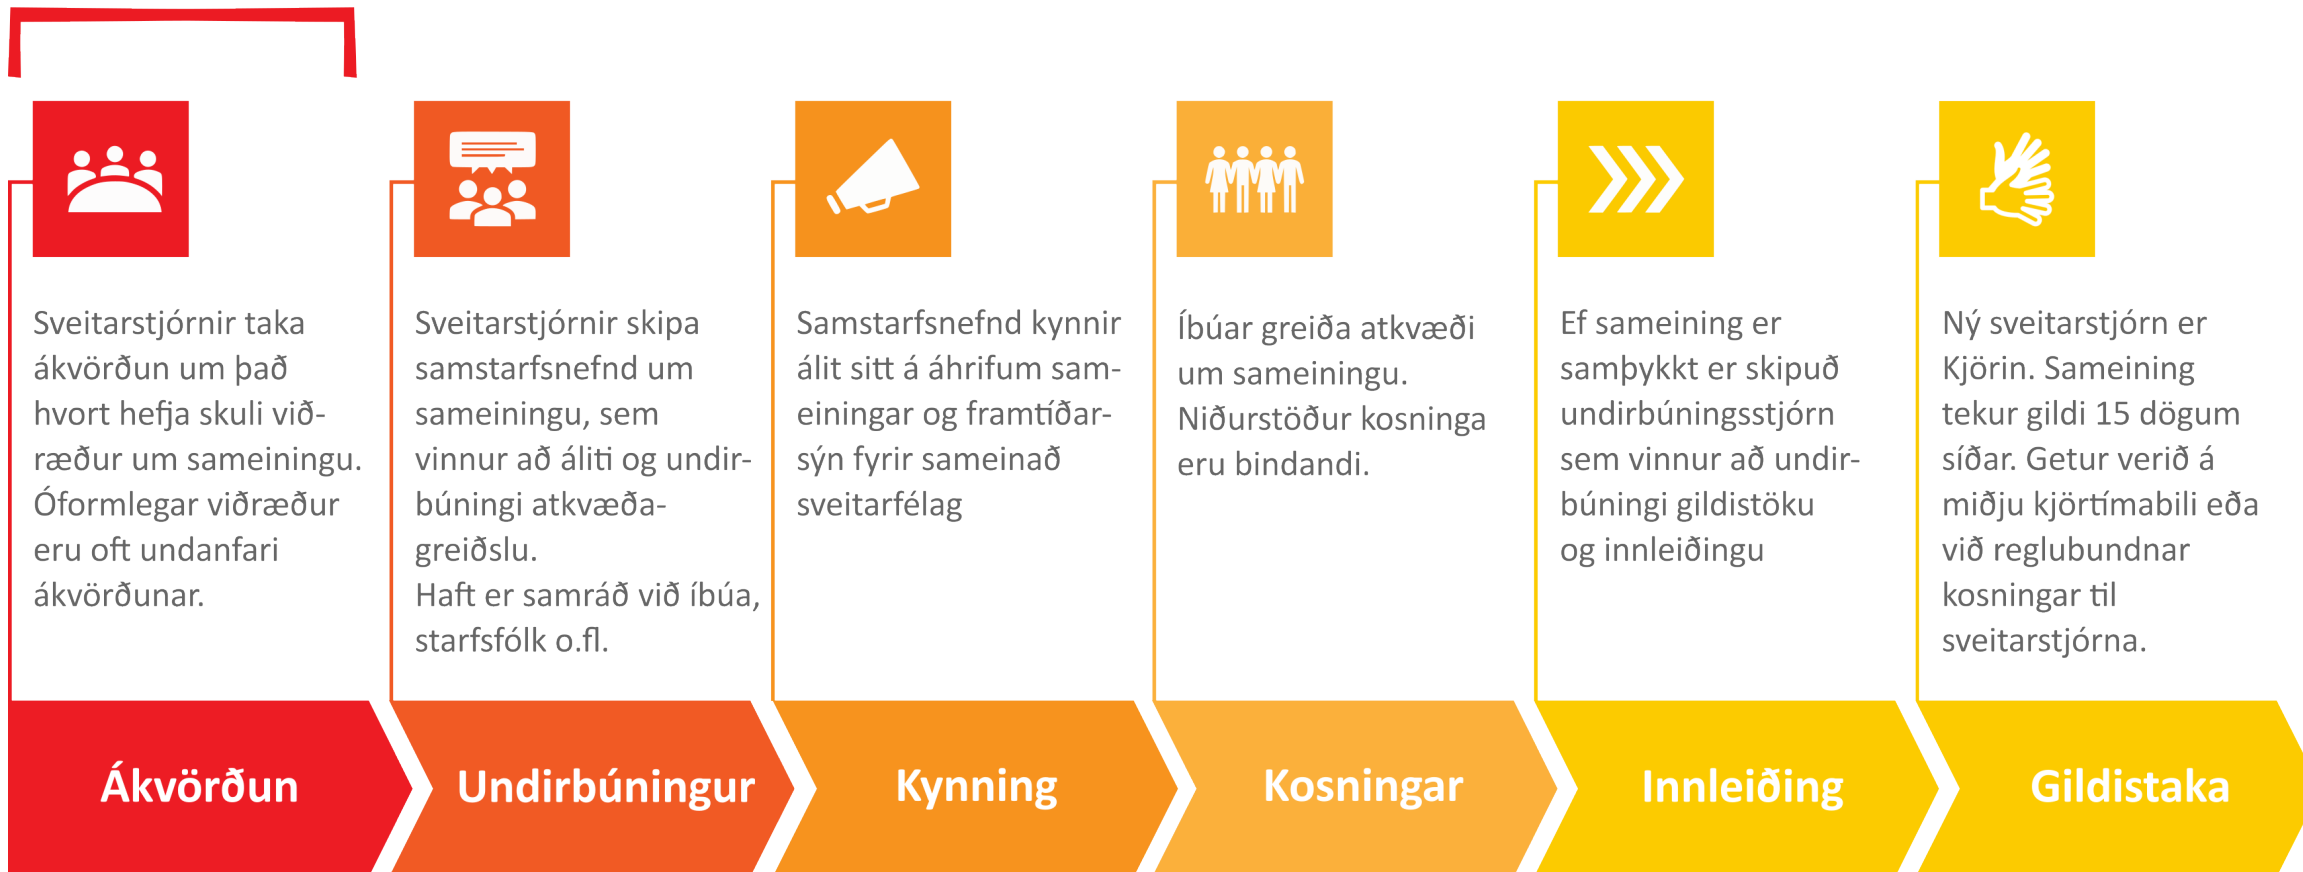 Sveitarstjórnir taka
ákvörðun um það
hvort hefja skuli við-
ræður um sameiningu.
Óformlegar viðræður
eru oft undanfari
ákvörðunar.
Ákvörðun
Sveitarstjórnir skipa
samstarfsnefnd um
sameiningu, sem
vinnur að áliti og undir-
búningi atkvæða-
greiðslu.
Haft er samráð við íbúa,
starfsfólk o.fl.
Undirbúningur
Samstarfsnefnd kynnir
álit sitt á áhrifum sam-
einingar og framtíðar-
sýn fyrir sameinað
sveitarfélag
Kynning
Íbúar greiða atkvæði
um sameiningu.
Niðurstöður kosninga
eru bindandi.
Kosningar
Ef sameining er
samþykkt er skipuð
undirbúningsstjórn
sem vinnur að undir-
búningi gildistöku
og innleiðingu
Innleiðing
Ný sveitarstjórn er
Kjörin. Sameining
tekur gildi 15 dögum
síðar. Getur verið á
miðju kjörtímabili eða
við reglubundnar
kosningar til
sveitarstjórna.
Gildistaka